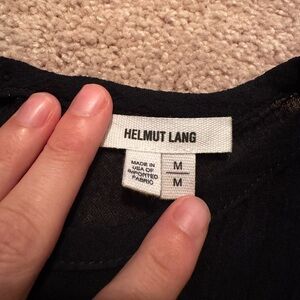 HELMUT LANG
MADE IN
USA OF
IMPORTED
FABRIC
M
M